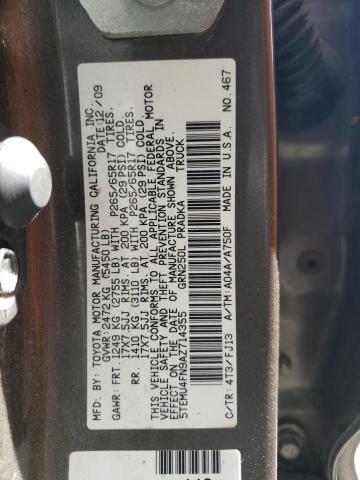 MFD. BY: TOYOTA MOTOR MANUFACTURING CALIFORNIA INC.
DATE: 12/09
GVWR: 2472 KG (5450 LB)
GAWR: FRT. 1249 KG (2755 LB) WITH P265/65R17 TIRES,
17X7.5JJ RIMS AT 200 KPA (29 PSI) COLD.
RR. 1410 KG (3110 LB) WITH P265/65R17 TIRES,
17X7.5JJ RIMS AT 200 KPA (29 PSI) COLD.
THIS VEHICLE CONFORMS TO ALL APPLICABLE FEDERAL MOTOR
VEHICLE SAFETY AND THEFT PREVENTION STANDARDS IN
EFFECT ON THE DATE OF MANUFACTURE SHOWN ABOVE.
5TEMU4FN9AZ714355 GRN250L PRADKA
TRUCK
C/TR: 4T3/FJ13 A/TM: A04A/A750F MADE IN U.S.A. NO. 467